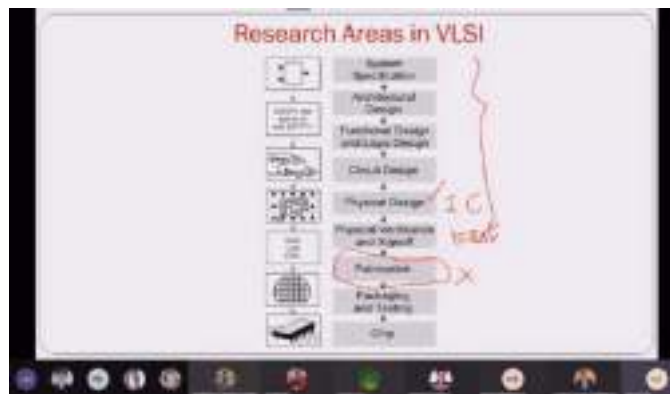 Research Areas in VLSI
System
Specification
Architectural
Design
Functional Design
and Logic Design
Circuit Design
Physical Design
I C
Physical Verification
and Signoff
Fabrication
X
Packaging
and Testing
Chip